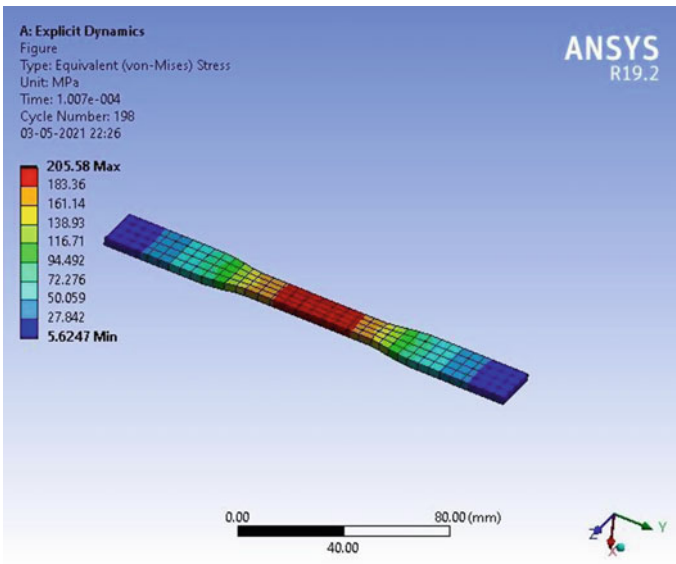 A: Explicit Dynamics
Figure
Type: Equivalent (von-Mises) Stress
Unit: MPa
Time: 1.007e-004
Cycle Number: 198
03-05-2021 22:26
ANSYS
R19.2
205.58 Max
183.36
161.14
138.93
116.71
94.492
72.276
50.059
27.842
5.6247 Min
0.00 80.00 (mm)
40.00
Z X Y